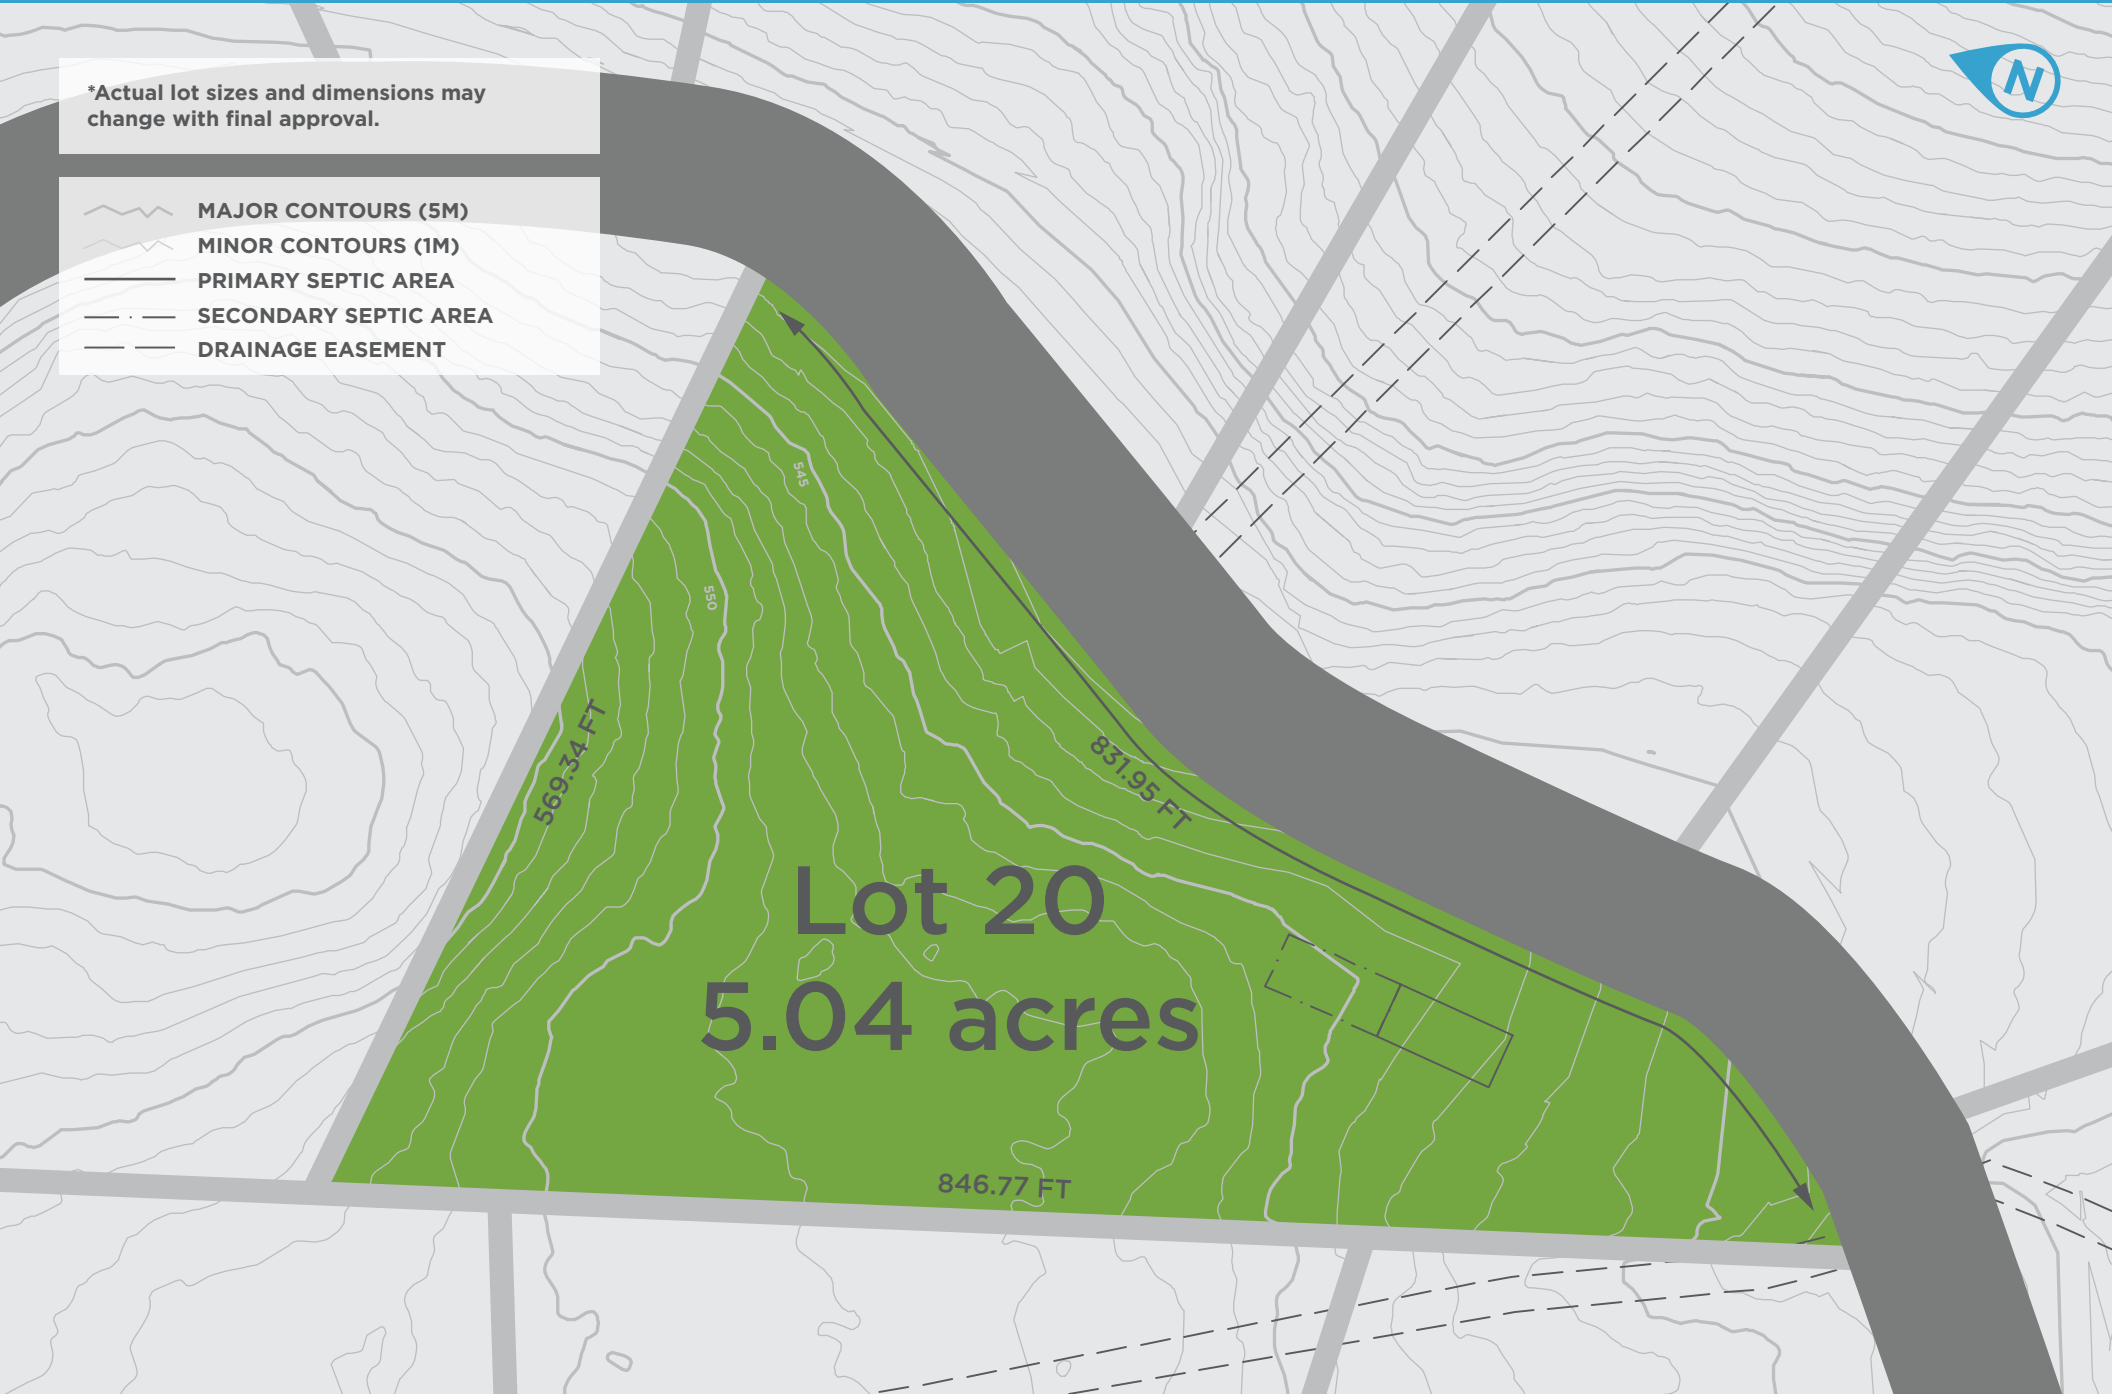 *Actual lot sizes and dimensions may
change with final approval.
MAJOR CONTOURS (5M)
MINOR CONTOURS (1M)
PRIMARY SEPTIC AREA
SECONDARY SEPTIC AREA
DRAINAGE EASEMENT
N
545
550
569.34 FT
831.95 FT
Lot 20
5.04 acres
846.77 FT